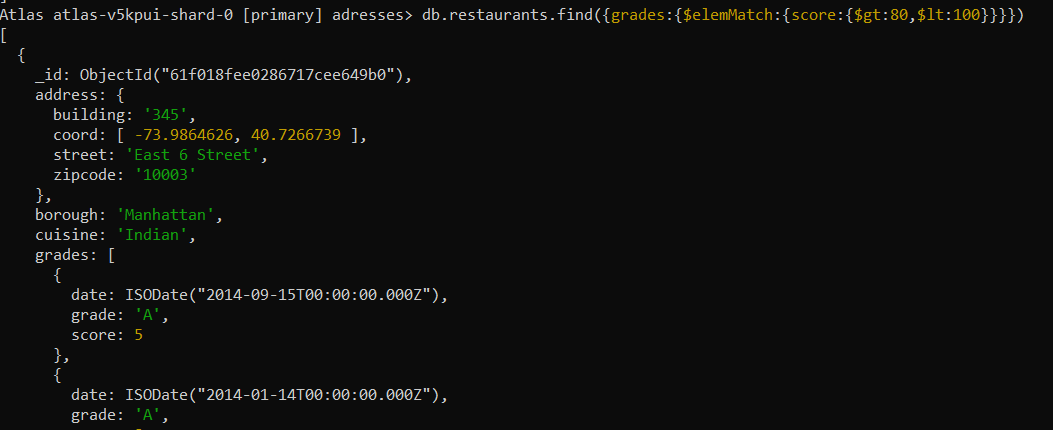 Atlas atlas-v5kpui-shard-0 [primary] adresses> db.restaurants.find({grades:{$elemMatch:{score:{$gt:80,$lt:100}}}})
[
  {
    _id: ObjectId("61f018fee0286717cee649b0"),
    address: {
      building: '345',
      coord: [ -73.9864626, 40.7266739 ],
      street: 'East 6 Street',
      zipcode: '10003'
    },
    borough: 'Manhattan',
    cuisine: 'Indian',
    grades: [
      {
        date: ISODate("2014-09-15T00:00:00.000Z"),
        grade: 'A',
        score: 5
      },
      {
        date: ISODate("2014-01-14T00:00:00.000Z"),
        grade: 'A',